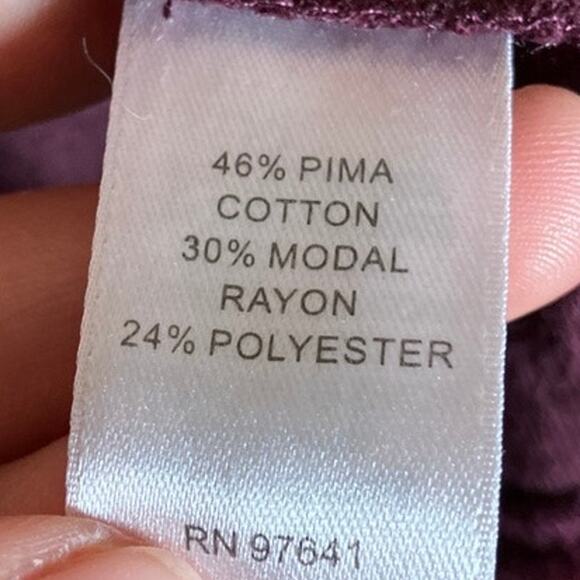 46% PIMA
COTTON
30% MODAL
RAYON
24% POLYESTER
RN 97641